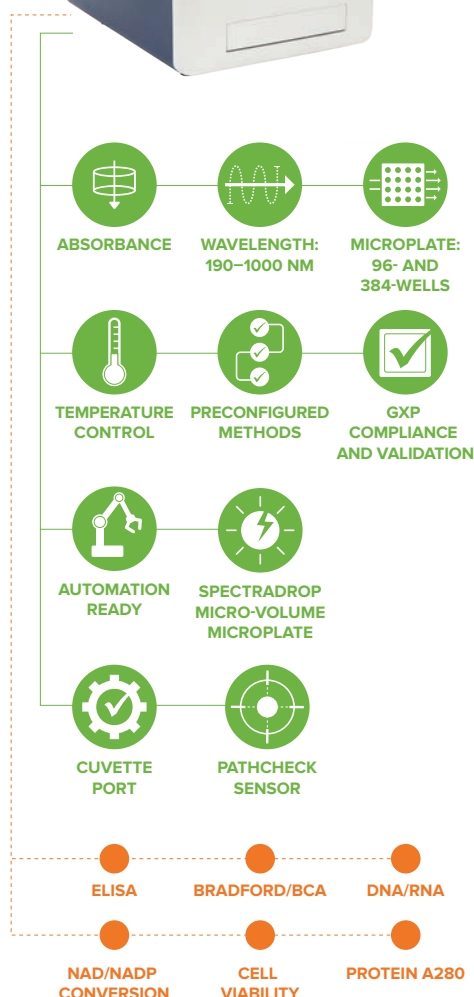 ABSORBANCE
WAVELENGTH:
190–1000 NM
MICROPLATE:
96- AND
384-WELLS
TEMPERATURE
CONTROL
PRECONFIGURED
METHODS
GXP
COMPLIANCE
AND VALIDATION
AUTOMATION
READY
SPECTRADROP
MICRO-VOLUME
MICROPLATE
CUVETTE
PORT
PATHCHECK
SENSOR
ELISA
BRADFORD/BCA
DNA/RNA
NAD/NADP
CONVERSION
CELL
VIABILITY
PROTEIN A280